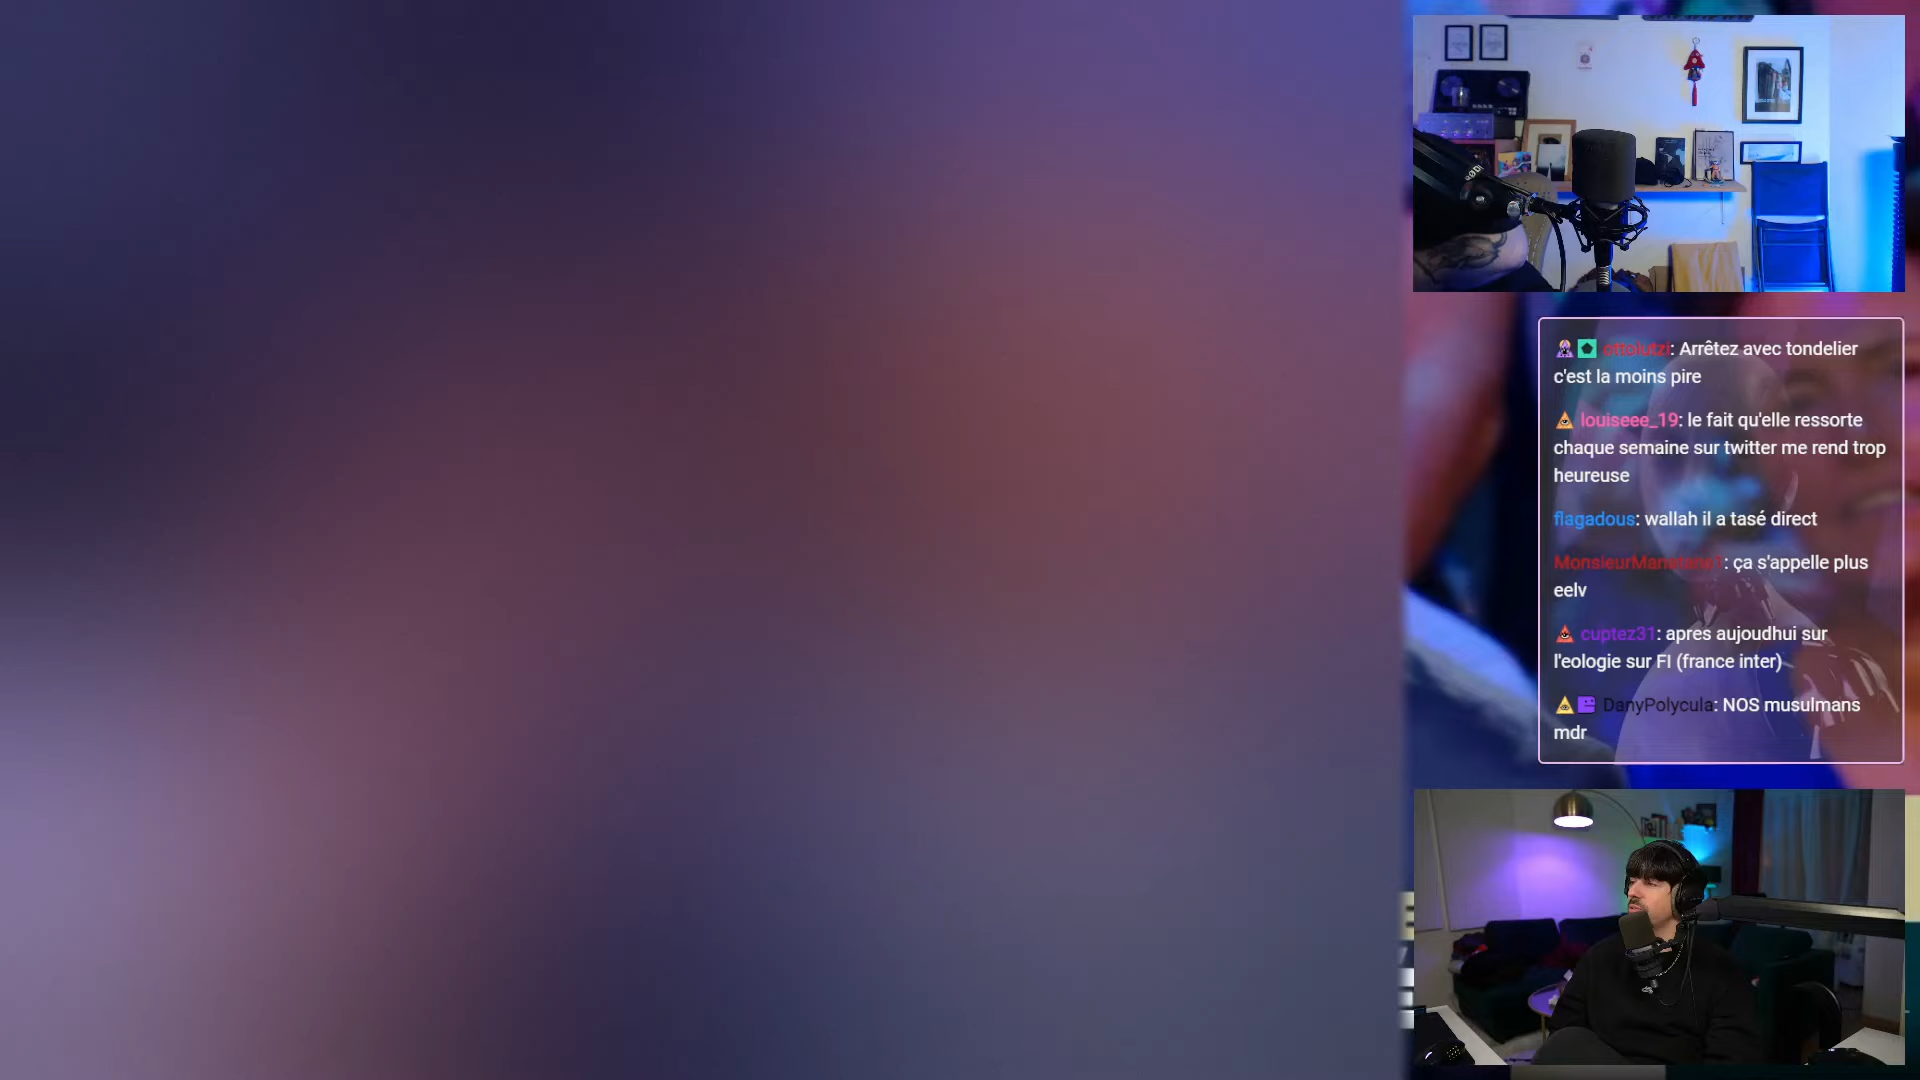 RØDE
ottolutzi: Arrêtez avec tondelier
c'est la moins pire
louiseee_19: le fait qu'elle ressorte
chaque semaine sur twitter me rend trop
heureuse
flagadous: wallah il a tasé direct
: ça s'appelle plus
eelv
cuptez31: apres aujoudhui sur
l'eologie sur FI (france inter)
DanyPolycula: NOS musulmans
mdr